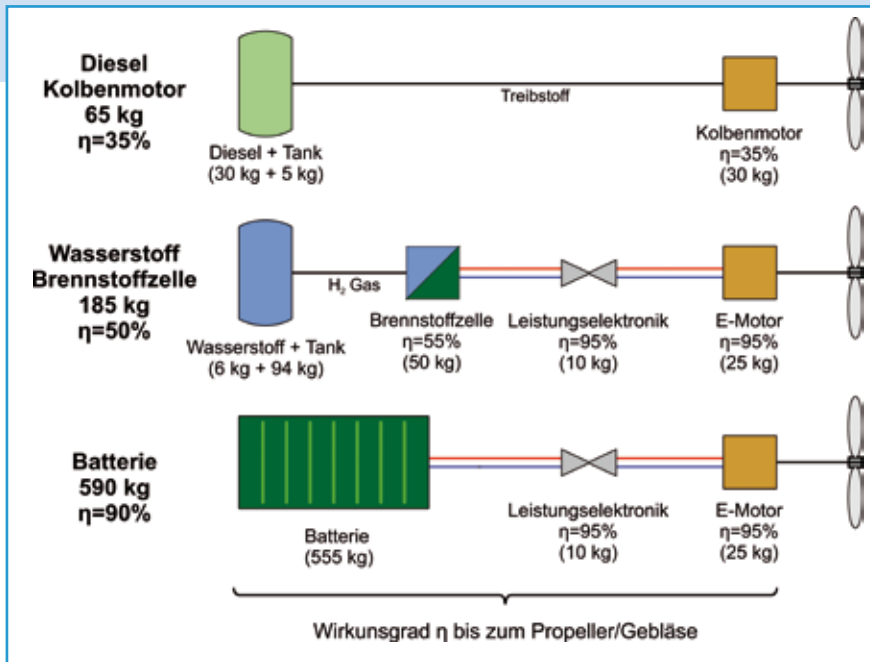 Diesel
Kolbenmotor
65 kg
η=35%
Diesel + Tank
(30 kg + 5 kg)
Treibstoff
Kolbenmotor
η=35%
(30 kg)
Wasserstoff
Brennstoffzelle
185 kg
η=50%
Wasserstoff + Tank
(6 kg + 94 kg)
H₂ Gas
Brennstoffzelle
η=55%
(50 kg)
Leistungselektronik
η=95%
(10 kg)
E-Motor
η=95%
(25 kg)
Batterie
590 kg
η=90%
Batterie
(555 kg)
Leistungselektronik
η=95%
(10 kg)
E-Motor
η=95%
(25 kg)
Wirkunsgrad η bis zum Propeller/Gebläse